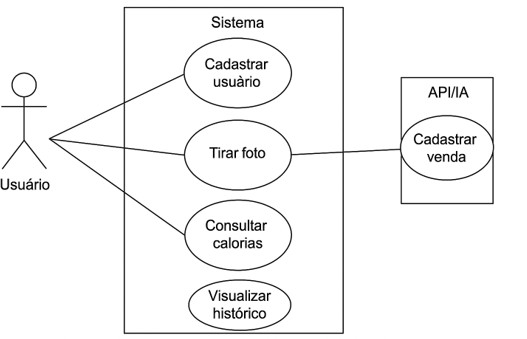 Sistema
Cadastrar
usuàrio
API/IA
Tirar foto
Cadastrar
venda
Usuário
Consultar
calorias
Visualizar
histórico